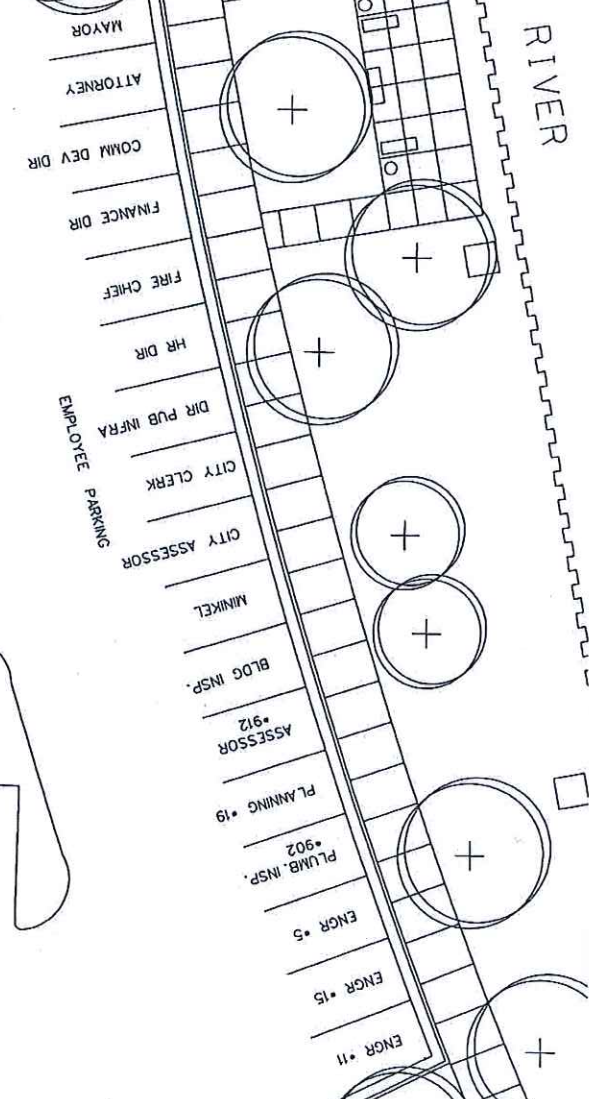 RIVER
MAYOR
ATTORNEY
COMM DEV DIR
FINANCE DIR
FIRE CHIEF
HR DIR
DIR PUB INFRA
CITY CLERK
CITY ASSESSOR
MINIKEL
BLDG INSP.
ASSESSOR
•912
PLANNING •19
PLUMB. INSP.
•902
ENGR •5
ENGR •15
ENGR •11
EMPLOYEE PARKING